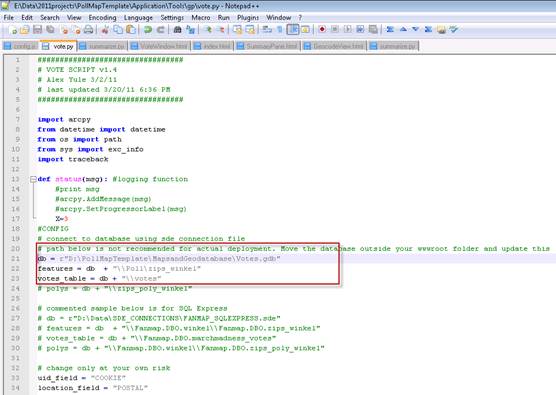 E:\Data\2011projects\PollMapTemplate\Application\Tools\gp\vote.py - Notepad++
File Edit Search View Encoding Language Settings Macro Run Plugins Window ?
config.js vote.py summarize.py VoteWindow.html index.html SummaryPane.html GeocodeView.html summarize.py
1 ################################
2 # VOTE SCRIPT v1.4
3 # Alex Yule 3/2/11
4 # last updated 3/20/11 6:36 PM
5 ################################
6
7 import arcpy
8 from datetime import datetime
9 from os import path
10 from sys import exc_info
11 import traceback
12
13 def status(msg): #logging function
14 #print msg
15 #arcpy.AddMessage(msg)
16 #arcpy.SetProgressorLabel(msg)
17 X=3
18 #CONFIG
19 # connect to database using sde connection file
20 # path below is not recommended for actual deployment. Move the database outside your wwwroot folder and update this
21 db = r"D:\PollMapTemplate\MapsandGeodatabase\Votes.gdb"
22 features = db + "\\Poll\zips_winkel"
23 votes_table = db + "\\votes"
24 # polys = db + "\\zips_poly_winkel"
25
26 # commented sample below is for SQL Express
27 # db = r"D:\Data\SDE_CONNECTIONS\FANMAP_SQLEXPRESS.sde"
28 # features = db + "\\Fanmap.DBO.winkel\\Fanmap.DBO.zips_winkel"
29 # votes_table = db + "\\Fanmap.DBO.marchmadness_votes"
30 # polys = db + "\\Fanmap.DBO.winkel\\Fanmap.DBO.zips_poly_winkel"
31
32 # change only at your own risk
33 uid_field = "COOKIE"
34 location_field = "POSTAL"